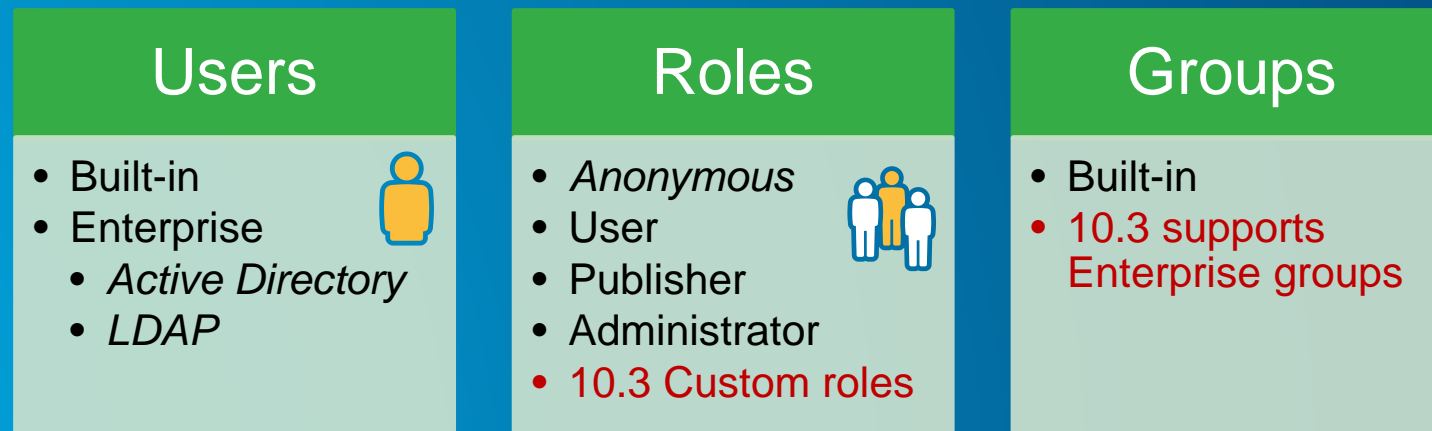 Users
• Built-in
• Enterprise
• Active Directory
• LDAP
Roles
• Anonymous
• User
• Publisher
• Administrator
• 10.3 Custom roles
Groups
• Built-in
• 10.3 supports
Enterprise groups